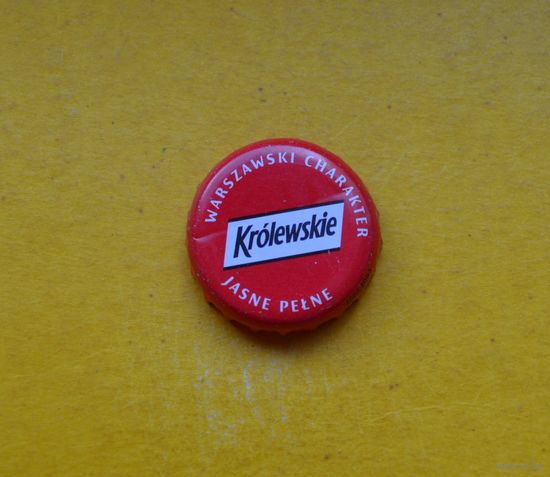 WARSZAWSKI CHARAKTER
Królewskie
JASNE PEŁNE